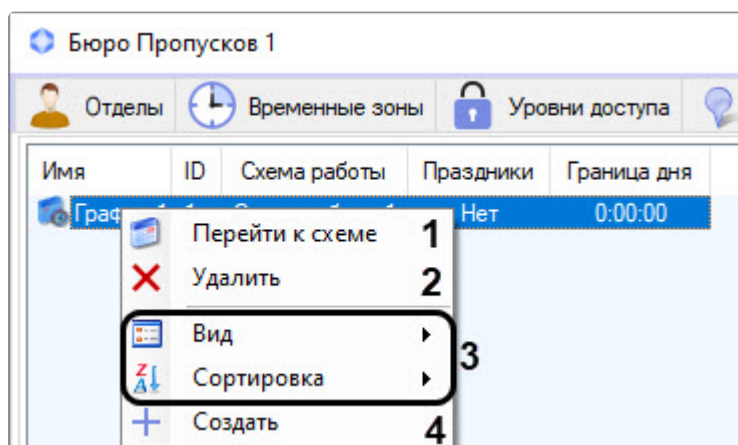 Бюро Пропусков 1
Отделы Временные зоны Уровни доступа
Имя ID Схема работы Праздники Граница дня
Нет 0:00:00
Перейти к схеме 1
Удалить 2
Вид
3
Сортировка
Создать 4